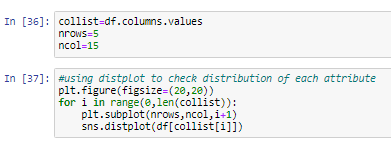 In [36]: collist=df.columns.values
nrows=5
ncol=15
In [37]: #using distplot to check distribution of each attribute
plt.figure(figsize=(20,20))
for i in range(0,len(collist)):
    plt.subplot(nrows,ncol,i+1)
    sns.distplot(df[collist[i]])